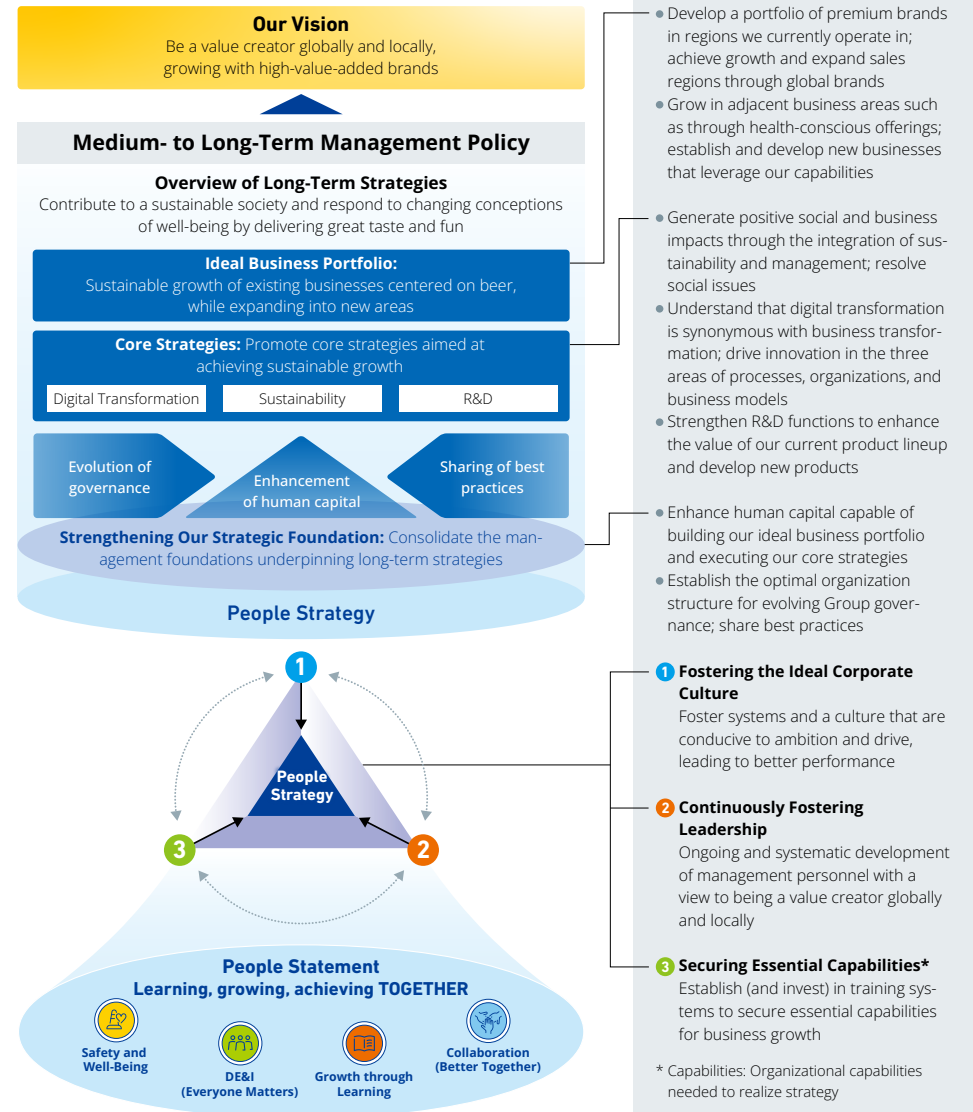 Our Vision
Be a value creator globally and locally,
growing with high-value-added brands
Medium- to Long-Term Management Policy
Overview of Long-Term Strategies
Contribute to a sustainable society and respond to changing conceptions
of well-being by delivering great taste and fun
Ideal Business Portfolio:
Sustainable growth of existing businesses centered on beer,
while expanding into new areas
Core Strategies: Promote core strategies aimed at
achieving sustainable growth
Digital Transformation
Sustainability
R&D
Evolution of
governance
Enhancement
of human capital
Sharing of best
practices
Strengthening Our Strategic Foundation: Consolidate the man-
agement foundations underpinning long-term strategies
People Strategy
1
People
Strategy
3
2
People Statement
Learning, growing, achieving TOGETHER
Safety and
Well-Being
DE&I
(Everyone Matters)
Growth through
Learning
Collaboration
(Better Together)
• Develop a portfolio of premium brands
in regions we currently operate in;
achieve growth and expand sales
regions through global brands
• Grow in adjacent business areas such
as through health-conscious offerings;
establish and develop new businesses
that leverage our capabilities
• Generate positive social and business
impacts through the integration of sus-
tainability and management; resolve
social issues
• Understand that digital transformation
is synonymous with business transfor-
mation; drive innovation in the three
areas of processes, organizations, and
business models
• Strengthen R&D functions to enhance
the value of our current product lineup
and develop new products
• Enhance human capital capable of
building our ideal business portfolio
and executing our core strategies
• Establish the optimal organization
structure for evolving Group gover-
nance; share best practices
1 Fostering the Ideal Corporate
Culture
Foster systems and a culture that are
conducive to ambition and drive,
leading to better performance
2 Continuously Fostering
Leadership
Ongoing and systematic development
of management personnel with a
view to being a value creator globally
and locally
3 Securing Essential Capabilities*
Establish (and invest) in training sys-
tems to secure essential capabilities
for business growth
* Capabilities: Organizational capabilities
needed to realize strategy